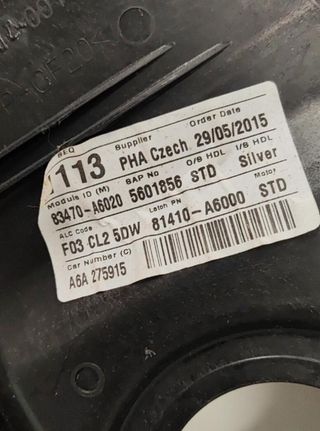 SEQ Supplier Order Date
113 PHA Czech 29/05/2015
Module ID (M) SAP No O/S HDL I/S HDL
83470-A6020 5601856 STD Silver
ALC Code Latch PN Motor
F03 CL2 5DW 81410-A6000 STD
Car Number (C)
A6A 275915